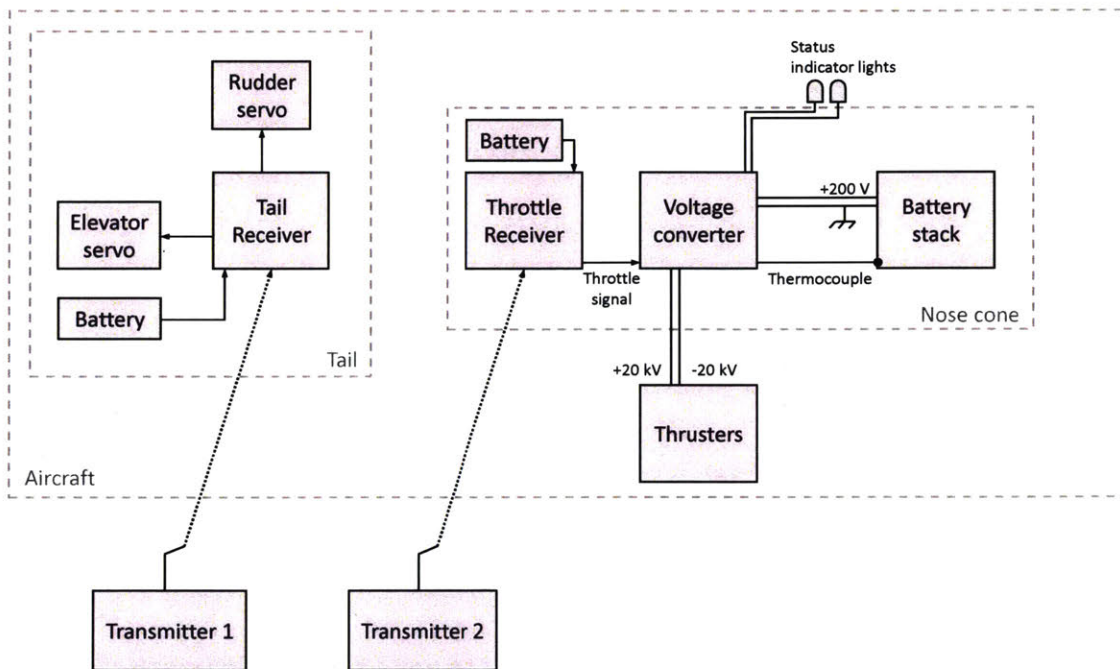 Status
indicator lights
Rudder
servo
Battery
Tail
Receiver
Elevator
servo
Battery
Tail
Throttle
Receiver
Throttle
signal
Voltage
converter
+200 V
Battery
stack
Thermocouple
Nose cone
+20 kV
-20 kV
Thrusters
Aircraft
Transmitter 1
Transmitter 2